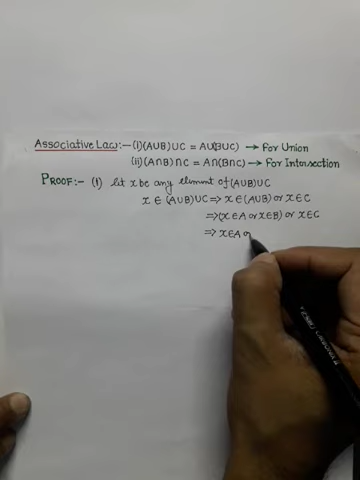 Associative Law:- (i) (A∪B)∪C = A∪(B∪C) → For Union
(ii) (A∩B)∩C = A∩(B∩C) → For Intersection
PROOF:- (i) let x be any element of (A∪B)∪C
x ∈ (A∪B)∪C ⇒ x ∈ (A∪B) or x ∈ C
⇒ (x ∈ A or x ∈ B) or x ∈ C
⇒ x ∈ A o